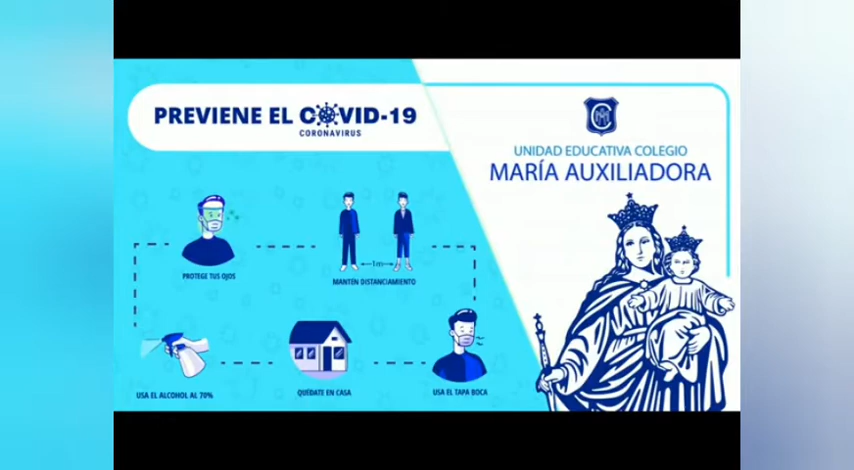 PREVIENE EL COVID-19
CORONAVIRUS
UNIDAD EDUCATIVA COLEGIO
MARÍA AUXILIADORA
PROTEGE TUS OJOS
1m
MANTEN DISTANCIAMIENTO
USA EL ALCOHOL AL 70%
QUÉDATE EN CASA
USA EL TAPA BOCA